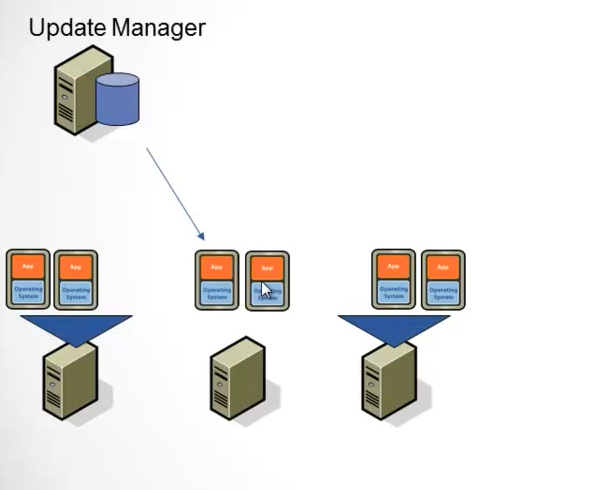 Update Manager
App
App
App
App
App
App
Operating
System
Operating
System
Operating
System
Operating
System
Operating
System
Operating
System